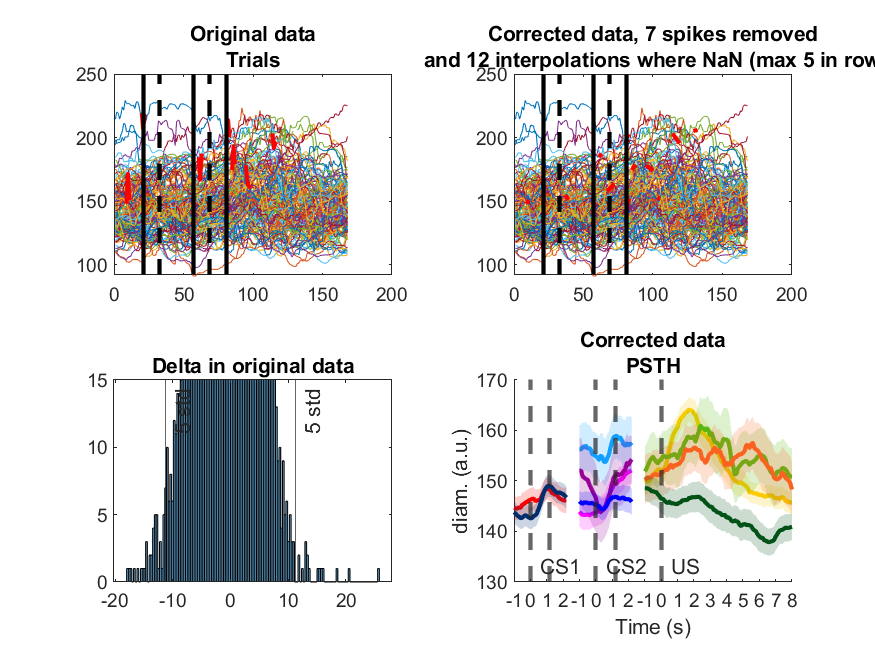 Original data
Trials
250
200
150
100
0 50 100 150 200
Corrected data, 7 spikes removed
and 12 interpolations where NaN (max 5 in row
250
200
150
100
0 50 100 150 200
Delta in original data
15
10
5
0
-20 -10 0 10 20
5 std
5 std
Corrected data
PSTH
170
160
150
140
130
diam. (a.u.)
CS1 CS2 US
-1 0 1 2 -1 0 1 2 -1 0 1 2 3 4 5 6 7 8
Time (s)